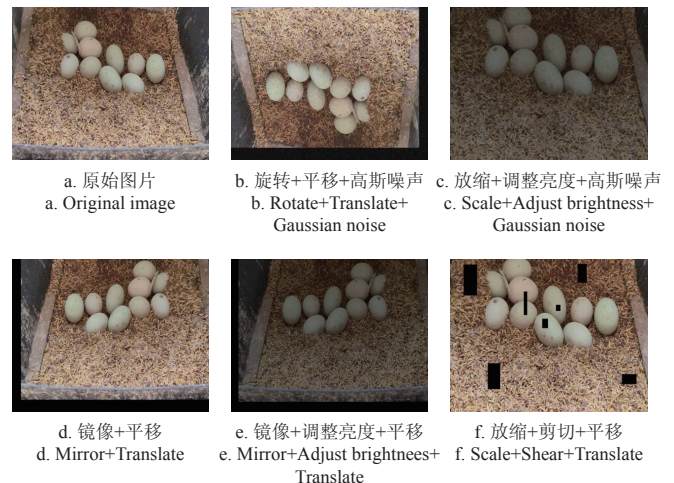 a. 原始图片
a. Original image
b. 旋转+平移+高斯噪声
b. Rotate+Translate+
Gaussian noise
c. 放缩+调整亮度+高斯噪声
c. Scale+Adjust brightness+
Gaussian noise
d. 镜像+平移
d. Mirror+Translate
e. 镜像+调整亮度+平移
e. Mirror+Adjust brightnees+
Translate
f. 放缩+剪切+平移
f. Scale+Shear+Translate